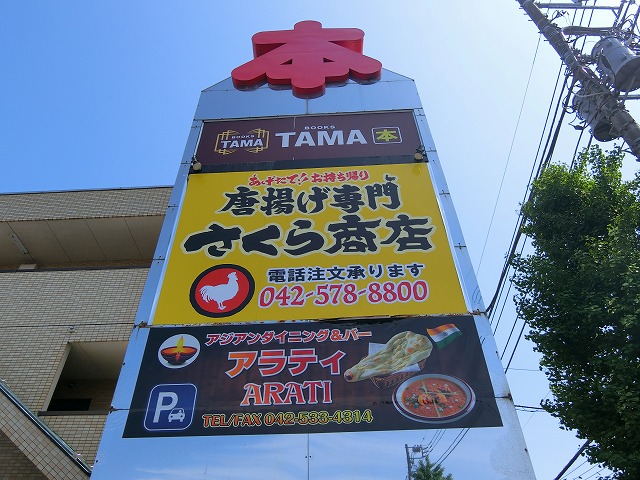 本
BOOKS
TAMA
BOOKS
TAMA
本
あげたて!お持ち帰り
唐揚げ専門
さくら商店
電話注文承ります
042-578-8800
アジアンダイニング&バー
アラティ
ARATI
P
TEL/FAX 042-533-4314